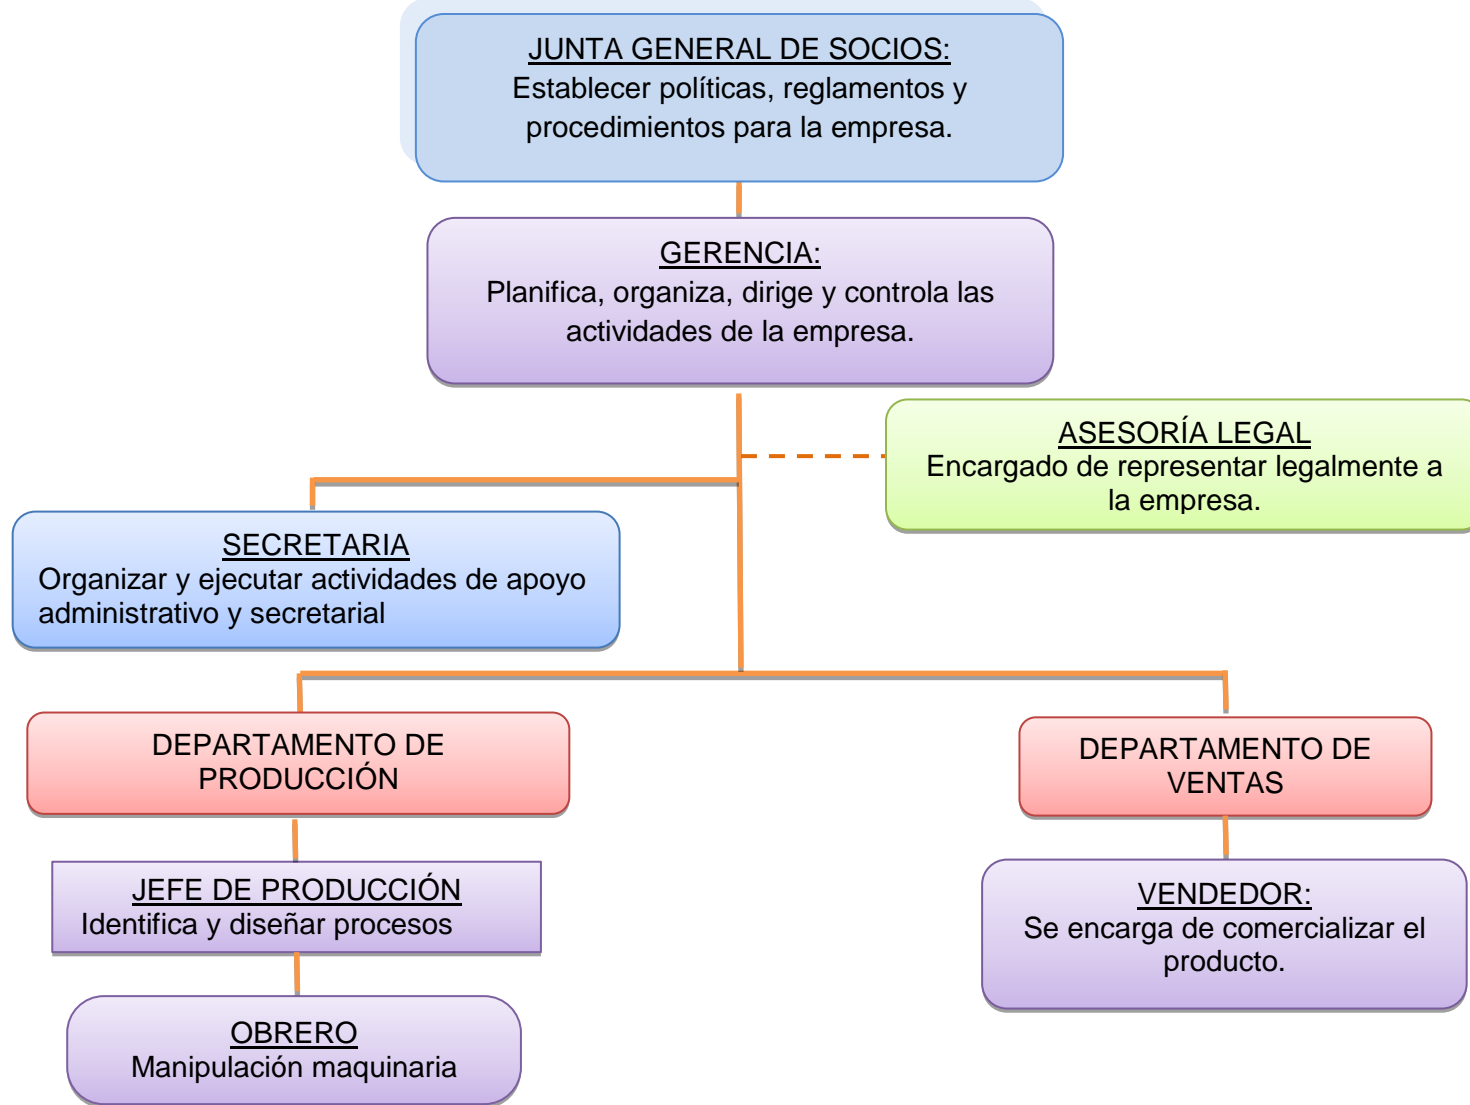 JUNTA GENERAL DE SOCIOS:
Establecer políticas, reglamentos y
procedimientos para la empresa.
GERENCIA:
Planifica, organiza, dirige y controla las
actividades de la empresa.
ASESORÍA LEGAL
Encargado de representar legalmente a
la empresa.
SECRETARIA
Organizar y ejecutar actividades de apoyo
administrativo y secretarial
DEPARTAMENTO DE
PRODUCCIÓN
DEPARTAMENTO DE
VENTAS
JEFE DE PRODUCCIÓN
Identifica y diseñar procesos
VENDEDOR:
Se encarga de comercializar el
producto.
OBRERO
Manipulación maquinaria